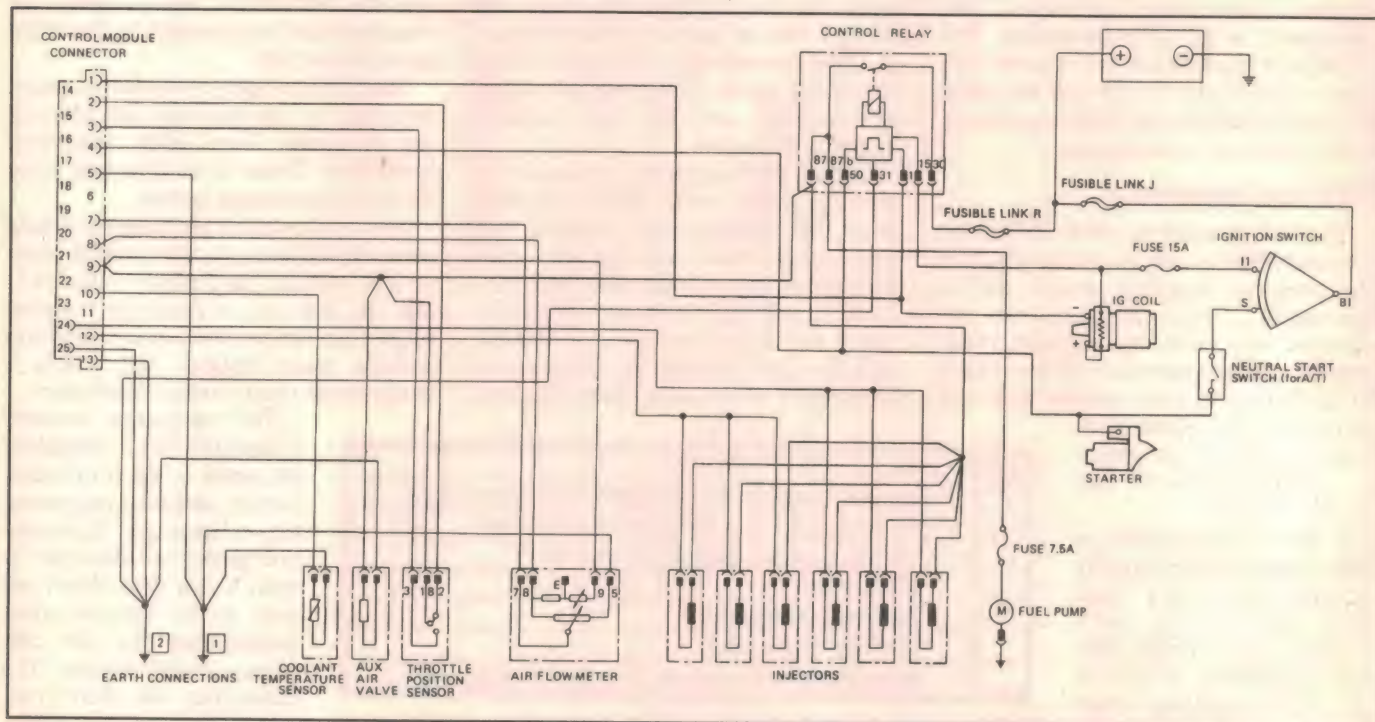 CONTROL MODULE
CONNECTOR
1
14
2
15
3
16
4
17
5
18
6
19
7
20
8
21
9
22
10
23
11
24
12
25
13
CONTROL RELAY
87 87 b 50 31 1 15 30
+ -
FUSIBLE LINK R
FUSIBLE LINK J
FUSE 15A
IGNITION SWITCH
I1
S
BI
IG COIL
-
+
NEUTRAL START
SWITCH (forA/T)
STARTER
FUSE 7.5A
M FUEL PUMP
2
1
EARTH CONNECTIONS
COOLANT
TEMPERATURE
SENSOR
AUX
AIR
VALVE
3 18 2
THROTTLE
POSITION
SENSOR
7 8 E 9 5
AIR FLOW METER
INJECTORS